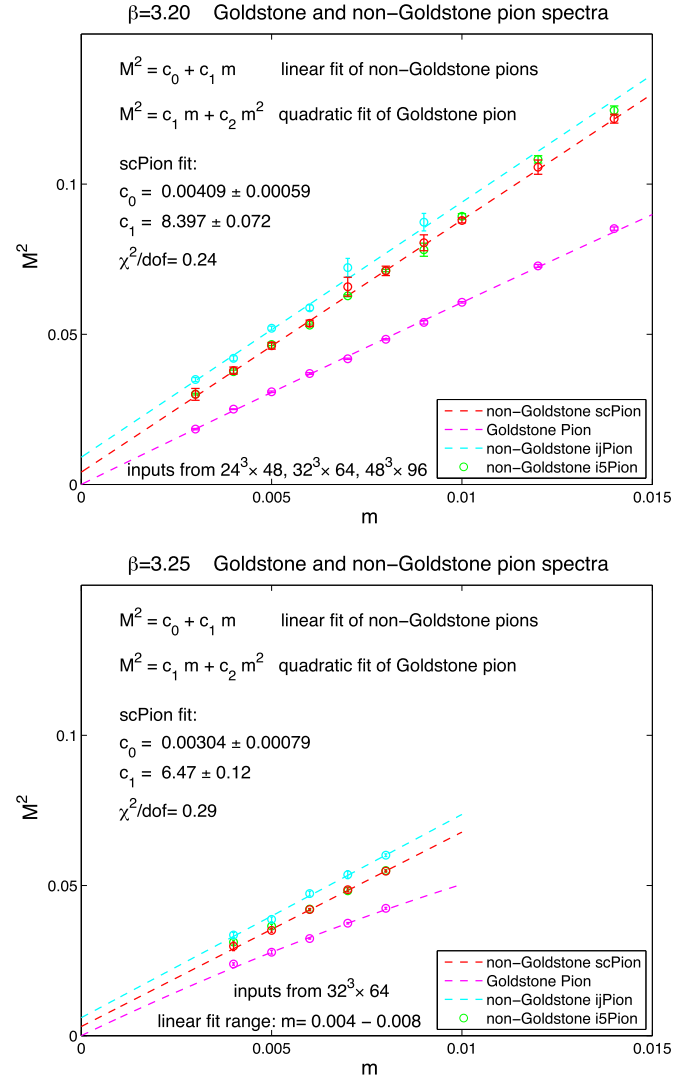 β=3.20 Goldstone and non−Goldstone pion spectra
M² = c₀ + c₁ m linear fit of non−Goldstone pions
M² = c₁ m + c₂ m² quadratic fit of Goldstone pion
scPion fit:
c₀ = 0.00409 ± 0.00059
c₁ = 8.397 ± 0.072
χ²/dof= 0.24
0.1
M²
0.05
non−Goldstone scPion
Goldstone Pion
non−Goldstone ijPion
non−Goldstone i5Pion
inputs from 24³× 48, 32³× 64, 48³× 96
0
0 0.005 0.01 0.015
m
β=3.25 Goldstone and non−Goldstone pion spectra
M² = c₀ + c₁ m linear fit of non−Goldstone pions
M² = c₁ m + c₂ m² quadratic fit of Goldstone pion
scPion fit:
c₀ = 0.00304 ± 0.00079
c₁ = 6.47 ± 0.12
χ²/dof= 0.29
0.1
M²
0.05
non−Goldstone scPion
Goldstone Pion
non−Goldstone ijPion
non−Goldstone i5Pion
inputs from 32³× 64
linear fit range: m= 0.004 − 0.008
0
0 0.005 0.01 0.015
m